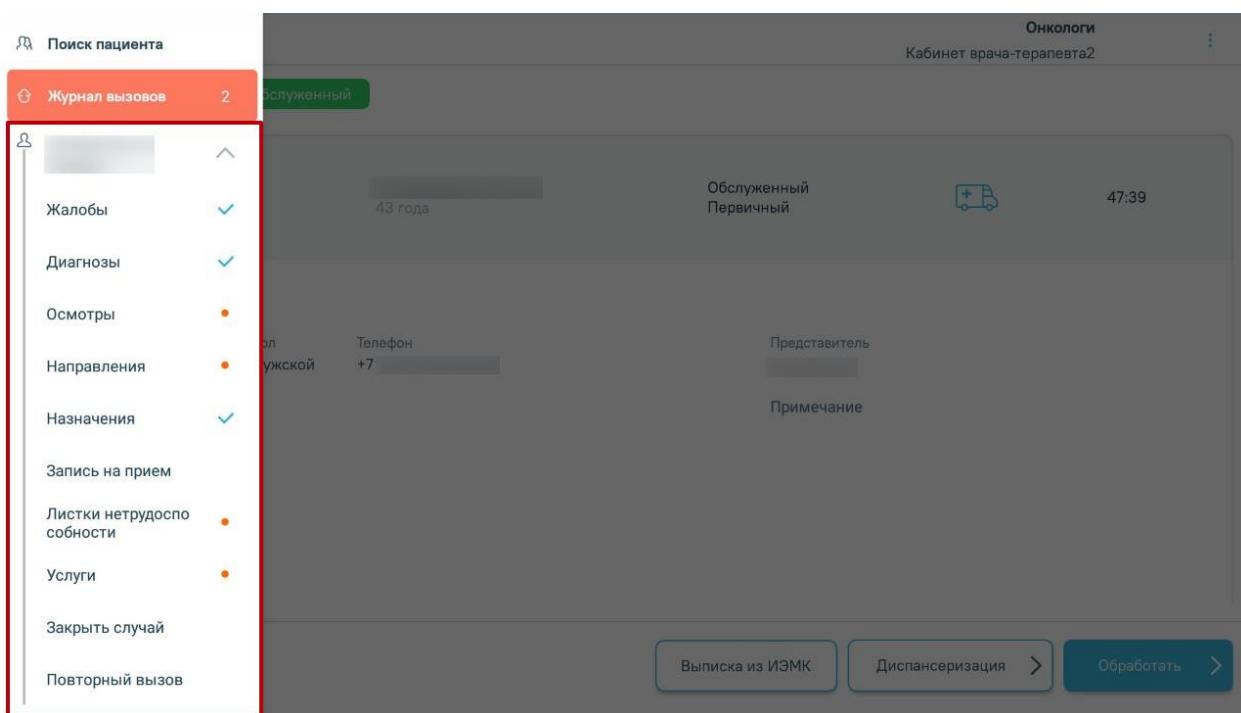 Поиск пациента
Журнал вызовов 2
Жалобы
Диагнозы
Осмотры
Направления
Назначения
Запись на прием
Листки нетрудоспо
собности
Услуги
Закрыть случай
Повторный вызов
Онкологи
Кабинет врача-терапевта2
бслуженный
43 года
Обслуженный
Первичный
47:39
ол
ужской
Телефон
+7
Представитель
Примечание
Выписка из ИЭМК
Диспансеризация
Обработать